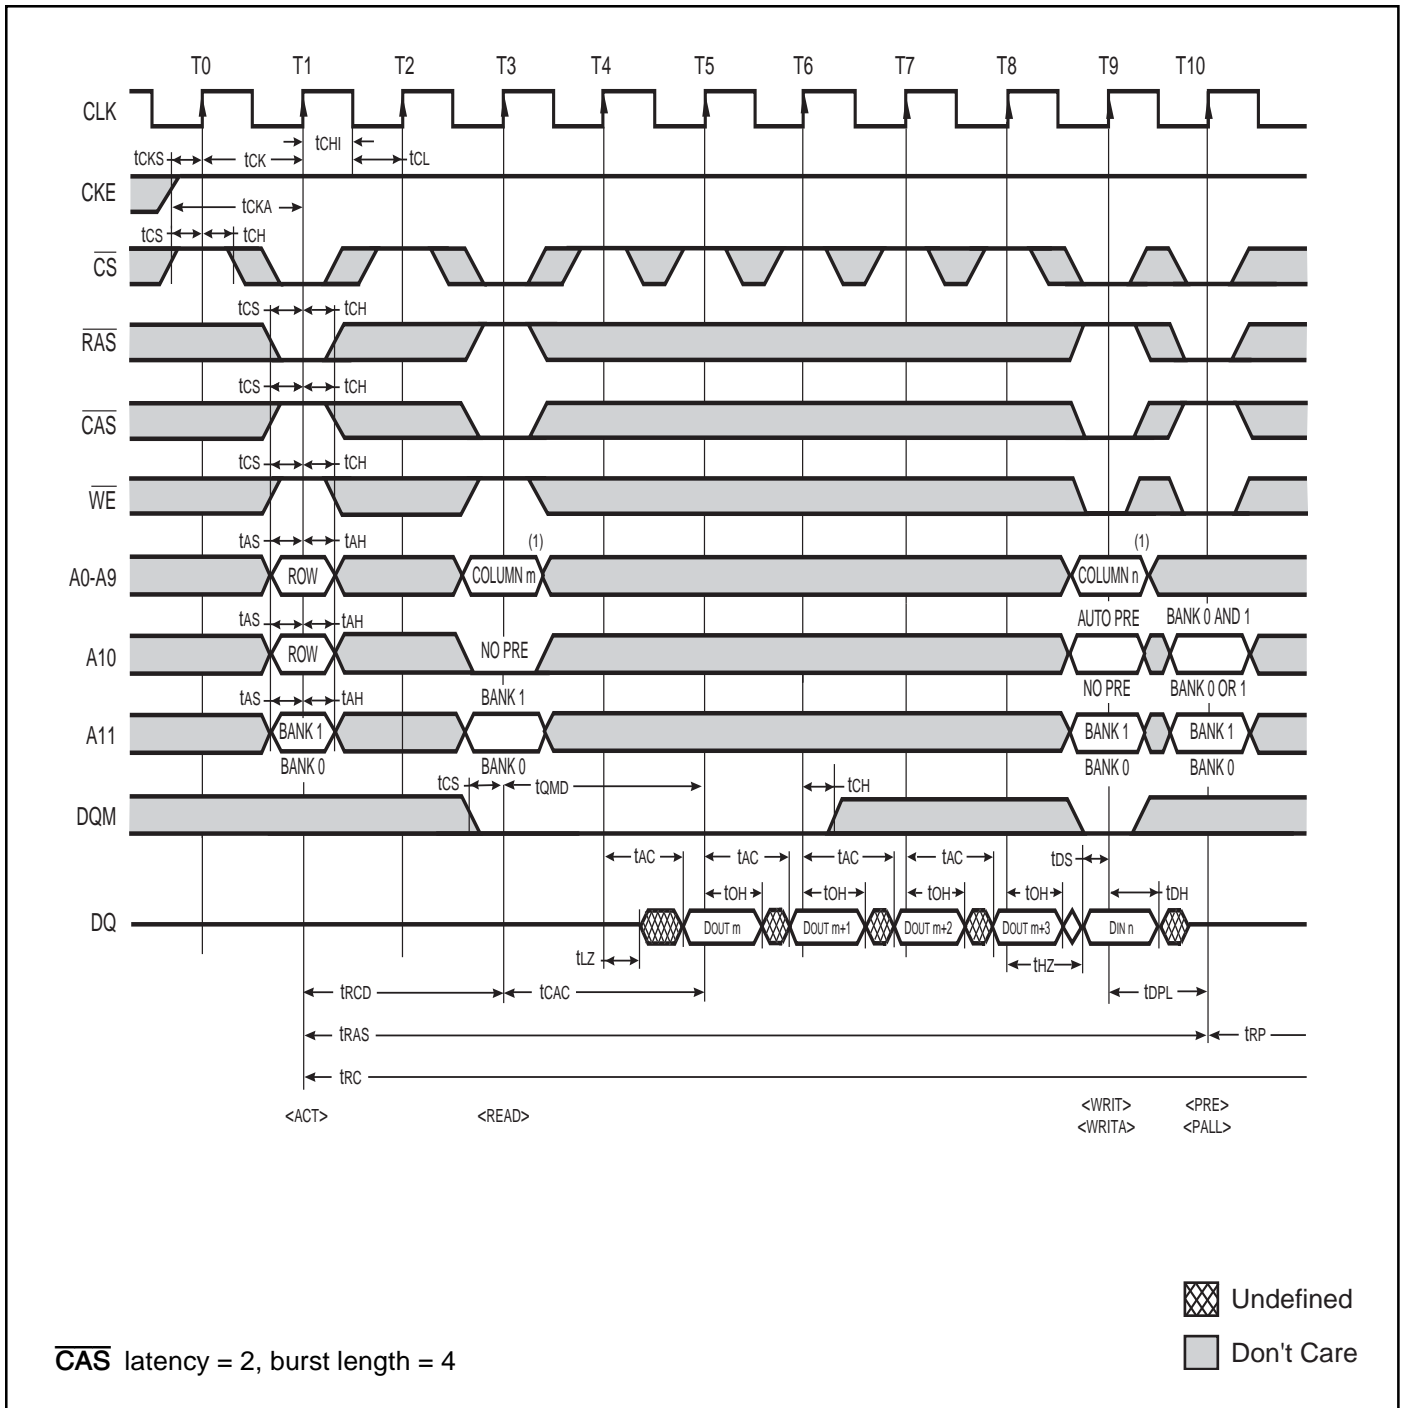 T0 T1 T2 T3 T4 T5 T6 T7 T8 T9 T10
CLK
tCHI
tCKS tCK tCL
CKE
tCKA
tCS tCH
CS
tCS tCH
RAS
tCS tCH
CAS
tCS tCH
WE
tAS tAH (1) (1)
A0-A9 ROW COLUMN m COLUMN n
tAS tAH AUTO PRE BANK 0 AND 1
A10 ROW NO PRE
tAS tAH BANK 1 NO PRE BANK 0 OR 1
A11 BANK 1 BANK 1 BANK 1
BANK 0 BANK 0 BANK 0 BANK 0
tCS tQMD tCH
DQM
tAC tAC tAC tAC tDS
tOH tOH tOH tOH tDH
DQ DOUT m DOUT m+1 DOUT m+2 DOUT m+3 DIN n
tLZ tHZ
tRCD tCAC tDPL
tRAS tRP
tRC
<ACT> <READ> <WRIT> <PRE>
<WRITA> <PALL>
Undefined
Don't Care
CAS latency = 2, burst length = 4